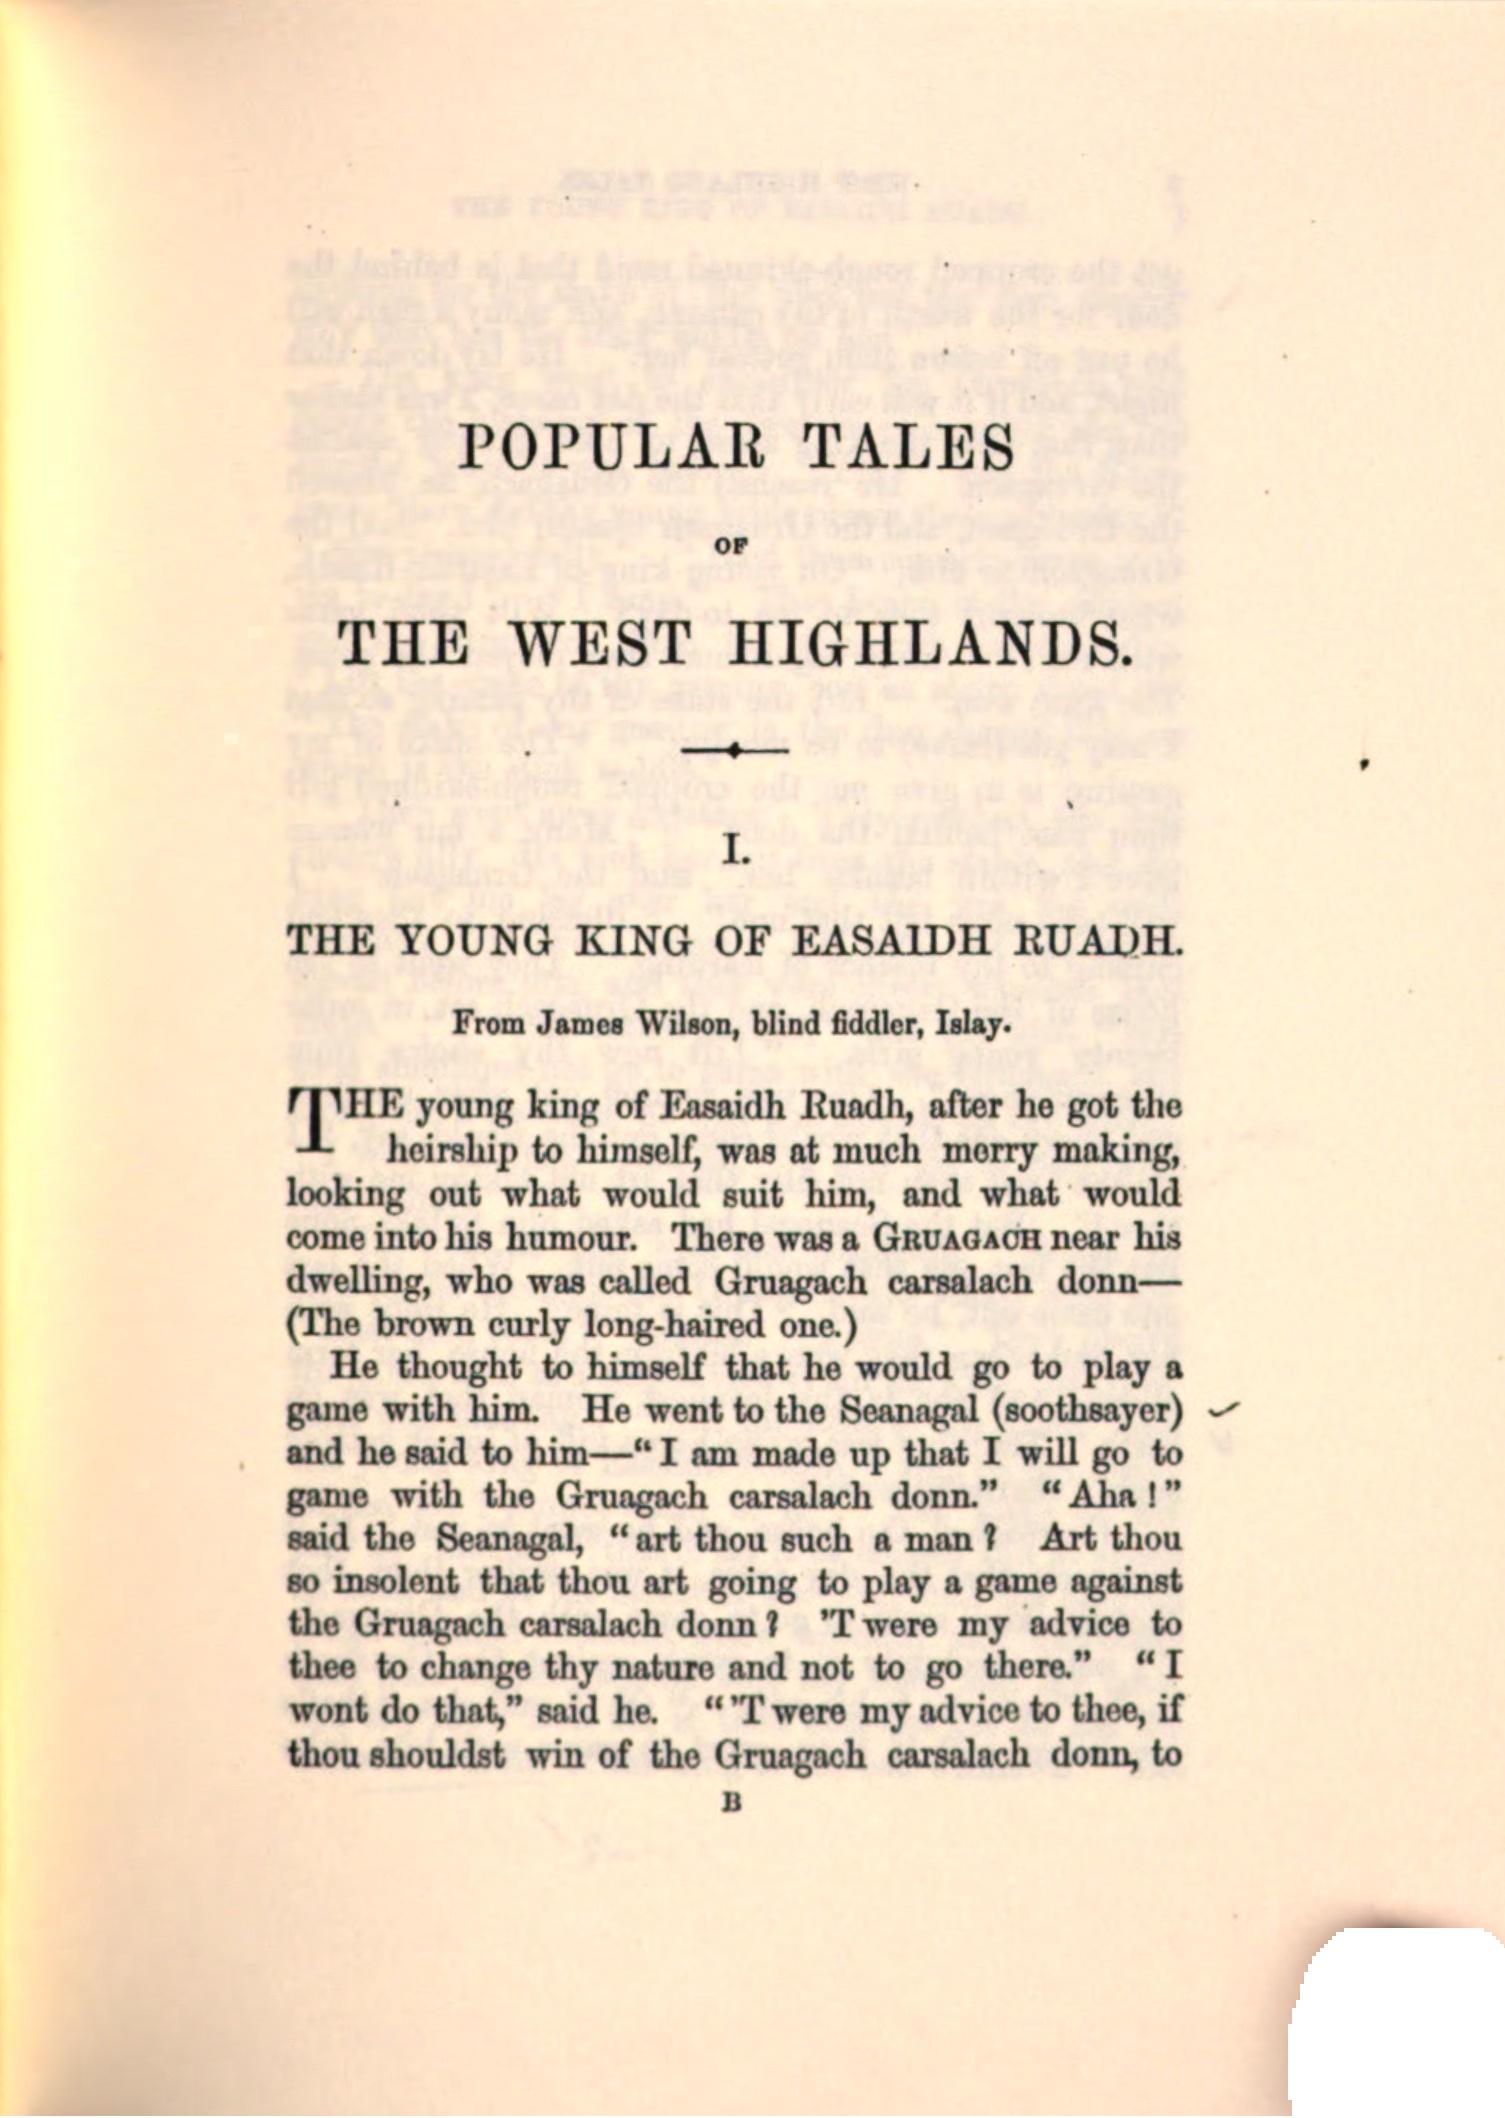 POPULAR TALES
OF
THE WEST HIGHLANDS.
I.
THE YOUNG KING OF EASAIDH RUADH.
From James Wilson, blind fiddler, Islay.
THE young king of Easaidh Ruadh, after he got the
heirship to himself, was at much merry making,
looking out what would suit him, and what would
come into his humour. There was a GRUAGACH near his
dwelling, who was called Gruagach carsalach donn—
(The brown curly long-haired one.)
He thought to himself that he would go to play a
game with him. He went to the Seanagal (soothsayer)
and he said to him—“I am made up that I will go to
game with the Gruagach carsalach donn.” “Aha!”
said the Seanagal, “art thou such a man? Art thou
so insolent that thou art going to play a game against
the Gruagach carsalach donn? ’T were my advice to
thee to change thy nature and not to go there.” “I
wont do that,” said he. “’T were my advice to thee, if
thou shouldst win of the Gruagach carsalach donn, to
B